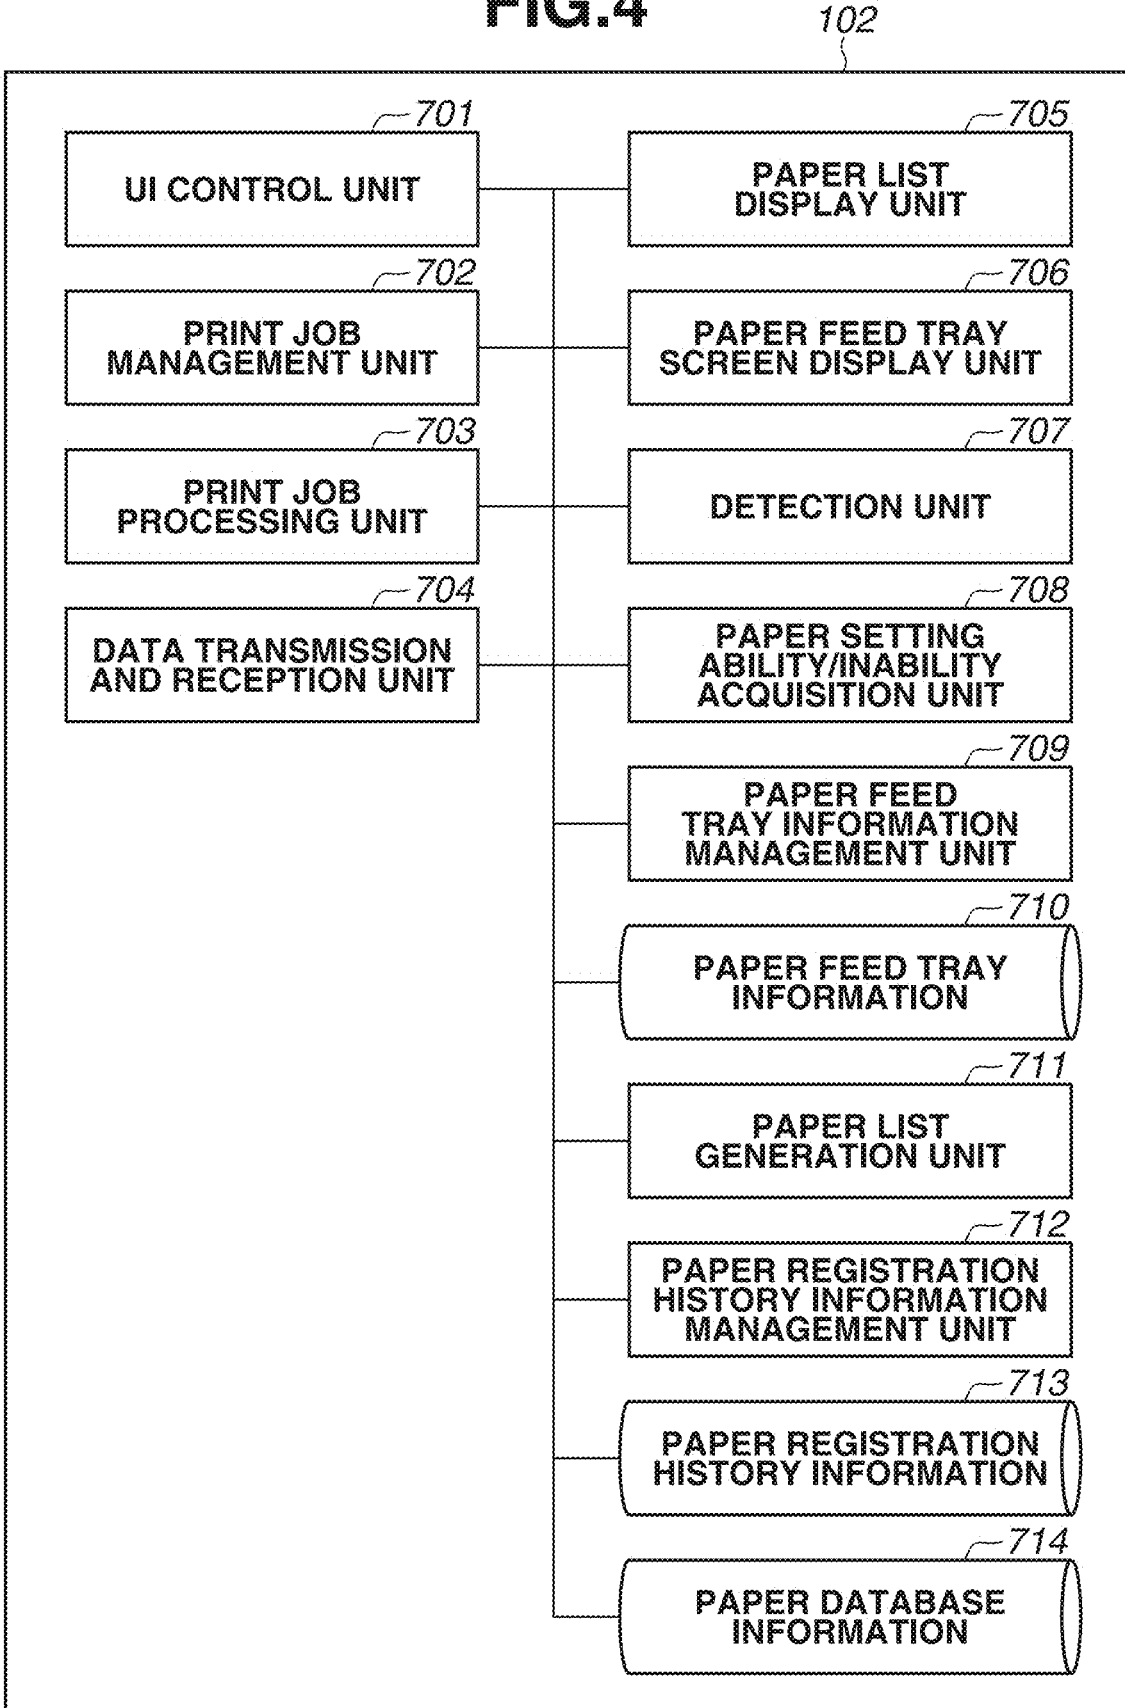 FIG.4
102
701
UI CONTROL UNIT
702
PRINT JOB
MANAGEMENT UNIT
703
PRINT JOB
PROCESSING UNIT
704
DATA TRANSMISSION
AND RECEPTION UNIT
705
PAPER LIST
DISPLAY UNIT
706
PAPER FEED TRAY
SCREEN DISPLAY UNIT
707
DETECTION UNIT
708
PAPER SETTING
ABILITY/INABILITY
ACQUISITION UNIT
709
PAPER FEED
TRAY INFORMATION
MANAGEMENT UNIT
710
PAPER FEED TRAY
INFORMATION
711
PAPER LIST
GENERATION UNIT
712
PAPER REGISTRATION
HISTORY INFORMATION
MANAGEMENT UNIT
713
PAPER REGISTRATION
HISTORY INFORMATION
714
PAPER DATABASE
INFORMATION